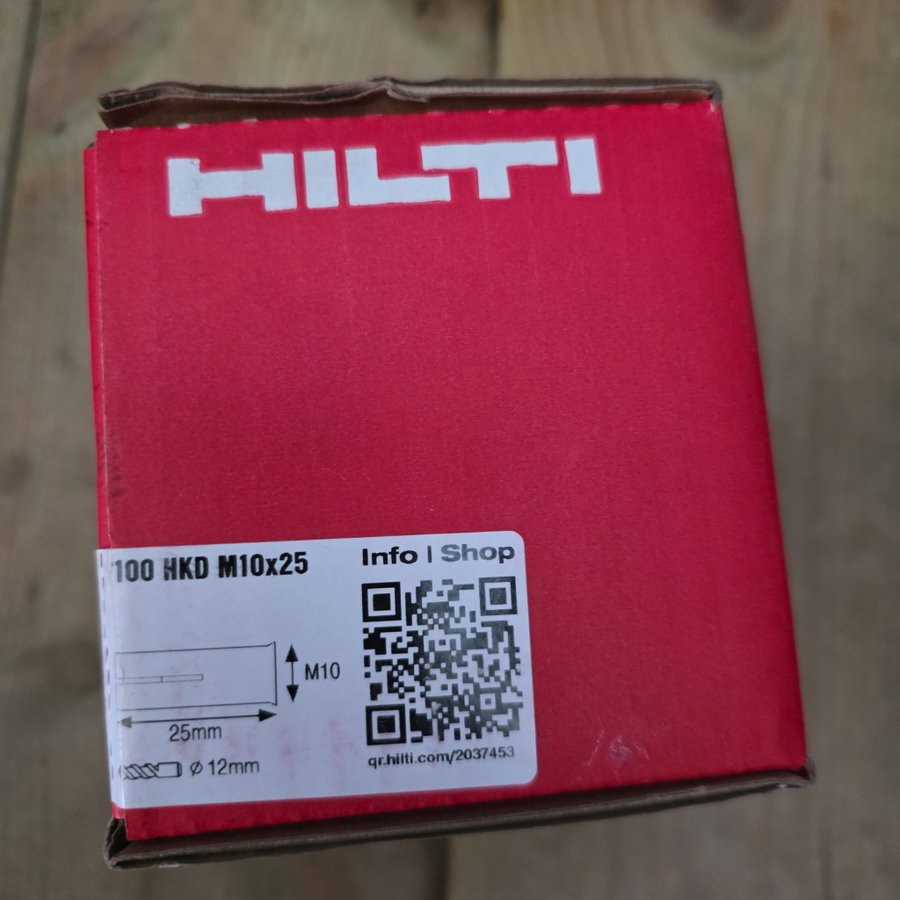 HILTI
100 HKD M10x25
Info | Shop
M10
25mm
Ø 12mm
qr.hilti.com/2037453